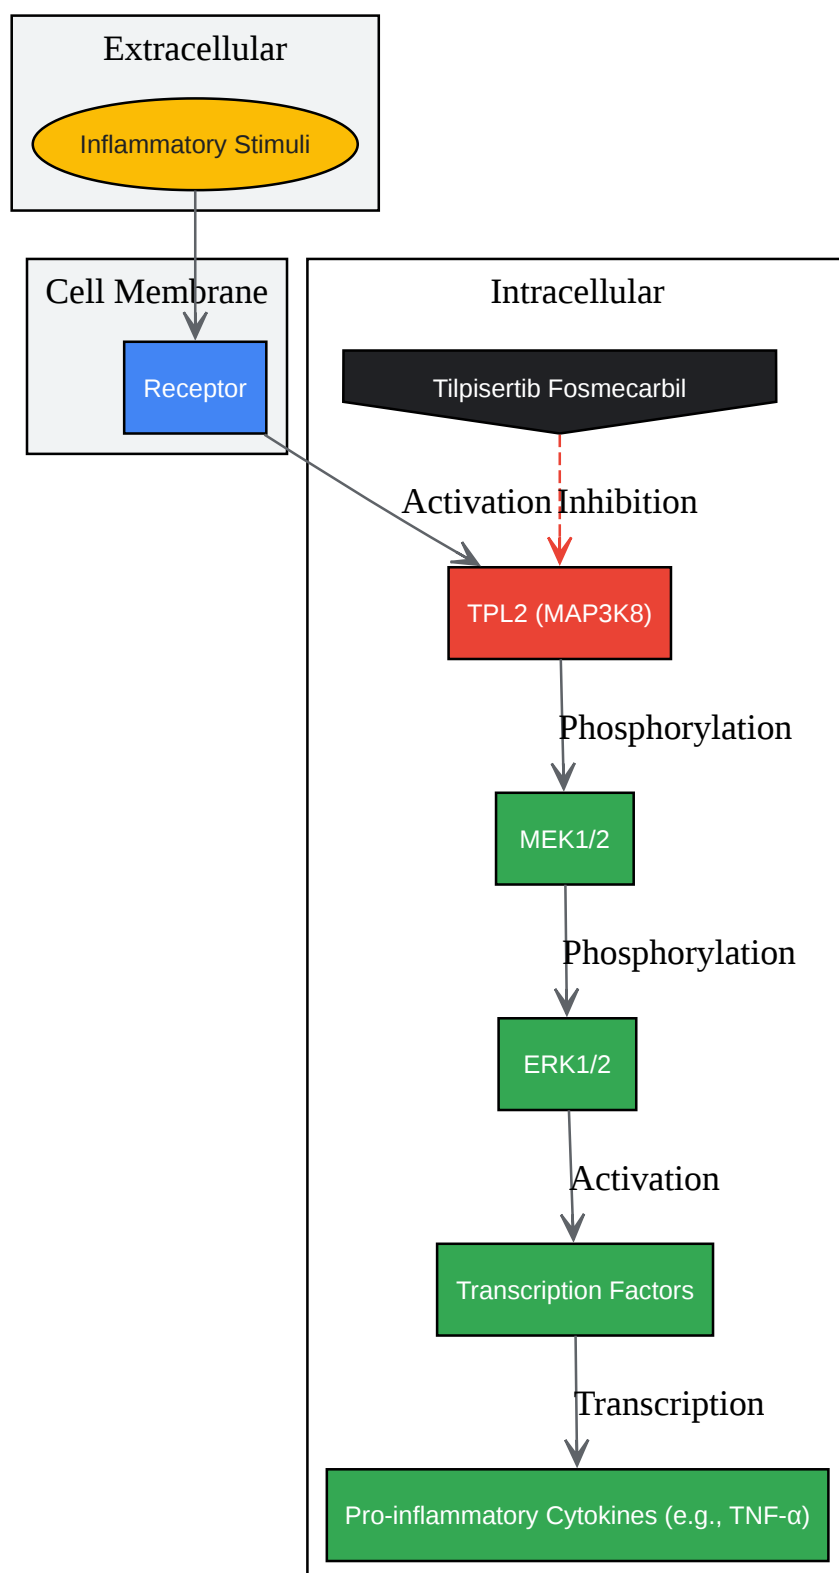 Extracellular
Inflammatory Stimuli
Cell Membrane
Intracellular
Receptor
Tilpisertib Fosmecarbil
Activation
Inhibition
TPL2 (MAP3K8)
Phosphorylation
MEK1/2
Phosphorylation
ERK1/2
Activation
Transcription Factors
Transcription
Pro-inflammatory Cytokines (e.g., TNF-α)